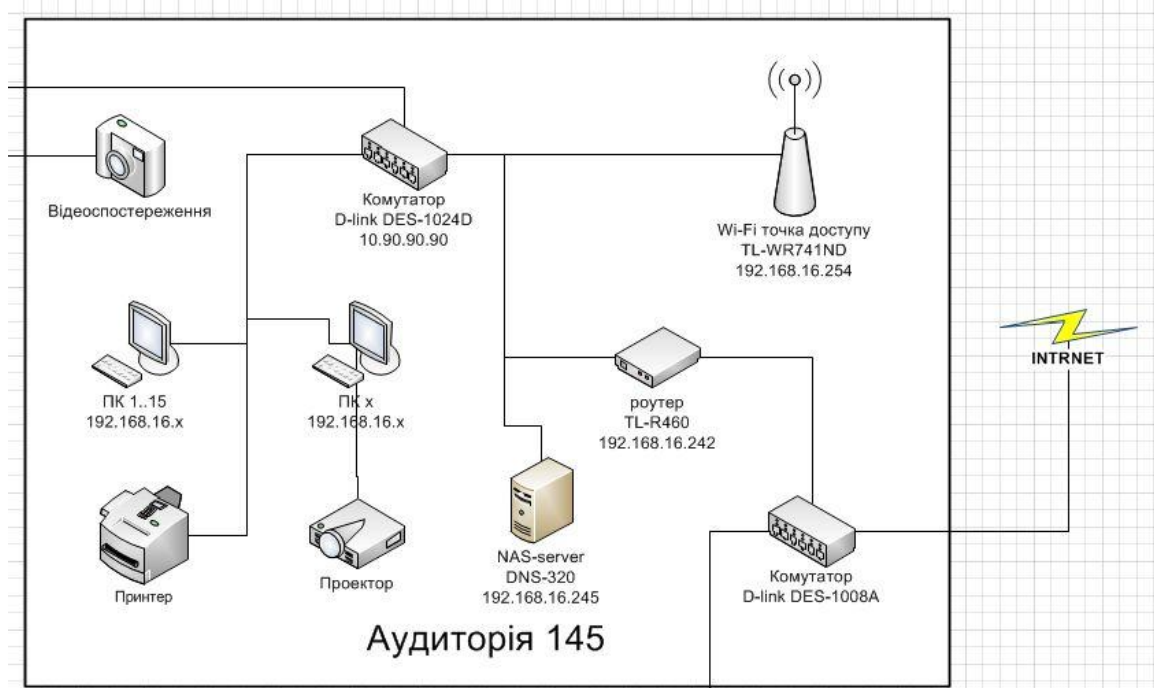 Відеоспостереження
Комутатор
D-link DES-1024D
10.90.90.90
Wi-Fi точка доступу
TL-WR741ND
192.168.16.254
INTRNET
ПК 1..15
192.168.16.x
ПК x
192.168.16.x
роутер
TL-R460
192.168.16.242
Принтер
Проектор
NAS-server
DNS-320
192.168.16.245
Комутатор
D-link DES-1008A
Аудиторія 145